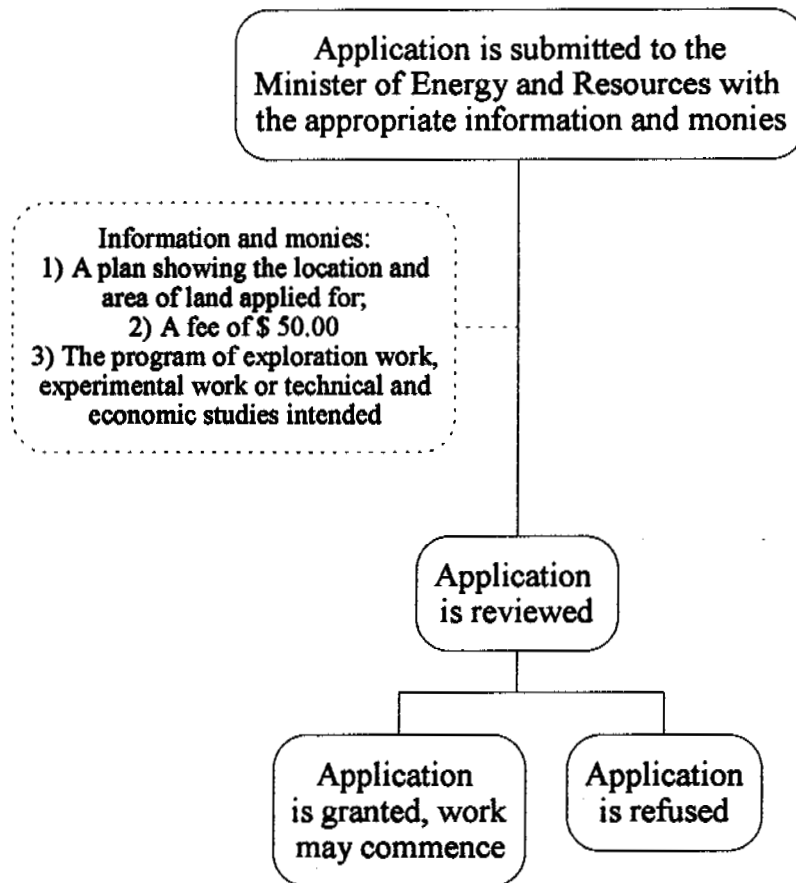 Application is submitted to the
Minister of Energy and Resources with
the appropriate information and monies
Information and monies:
1) A plan showing the location and
area of land applied for;
2) A fee of $ 50.00
3) The program of exploration work,
experimental work or technical and
economic studies intended
Application
is reviewed
Application
is granted, work
may commence
Application
is refused